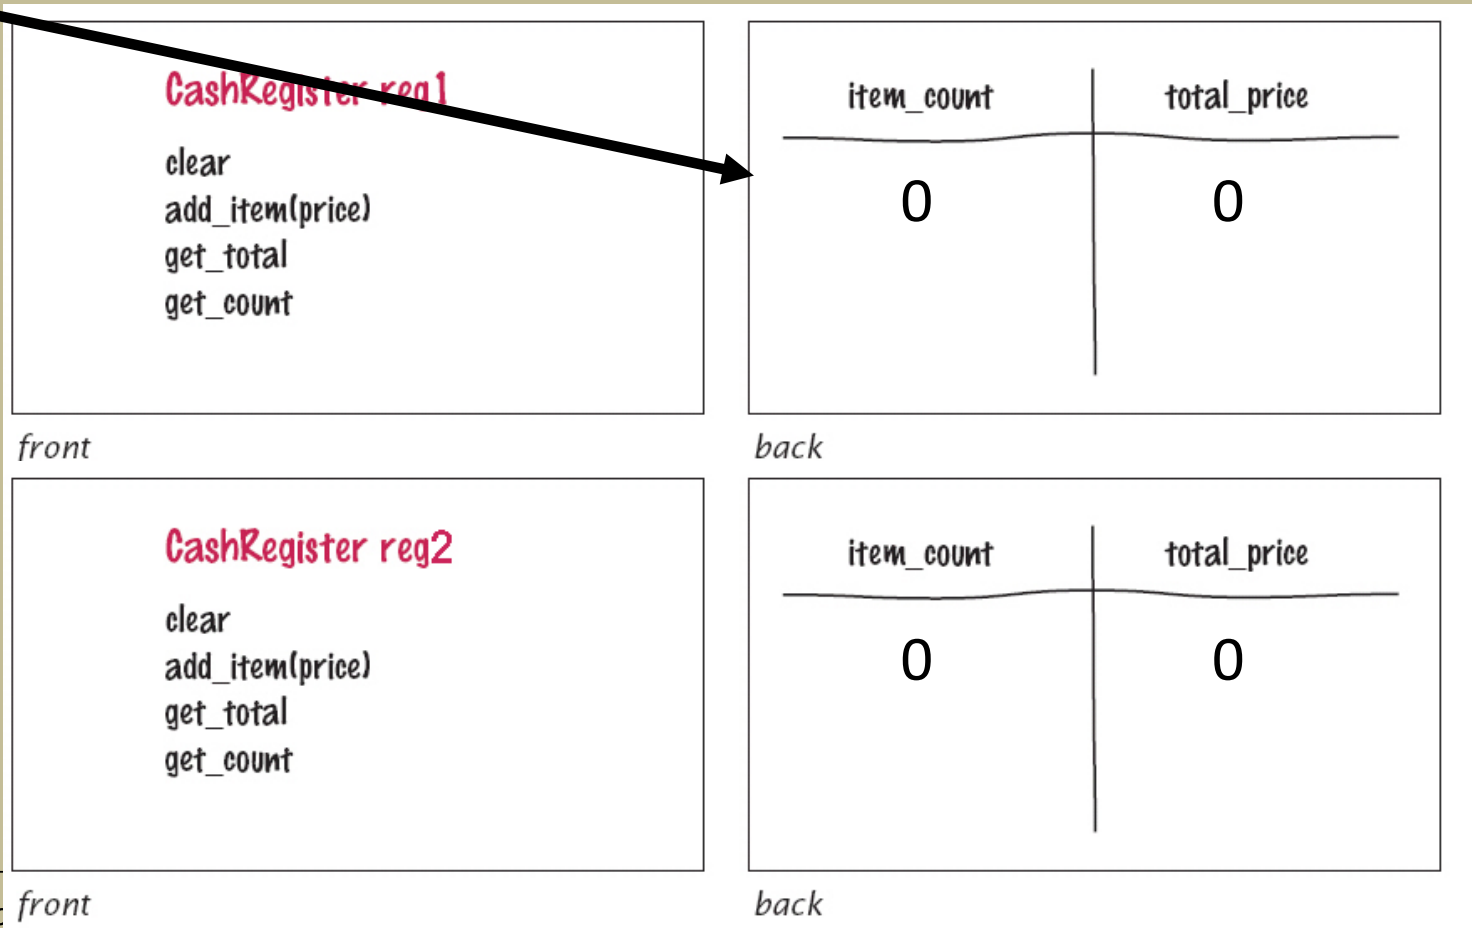 CashRegister reg1
clear
add_item(price)
get_total
get_count
front
item_count total_price
0 0
back
CashRegister reg2
clear
add_item(price)
get_total
get_count
front
item_count total_price
0 0
back